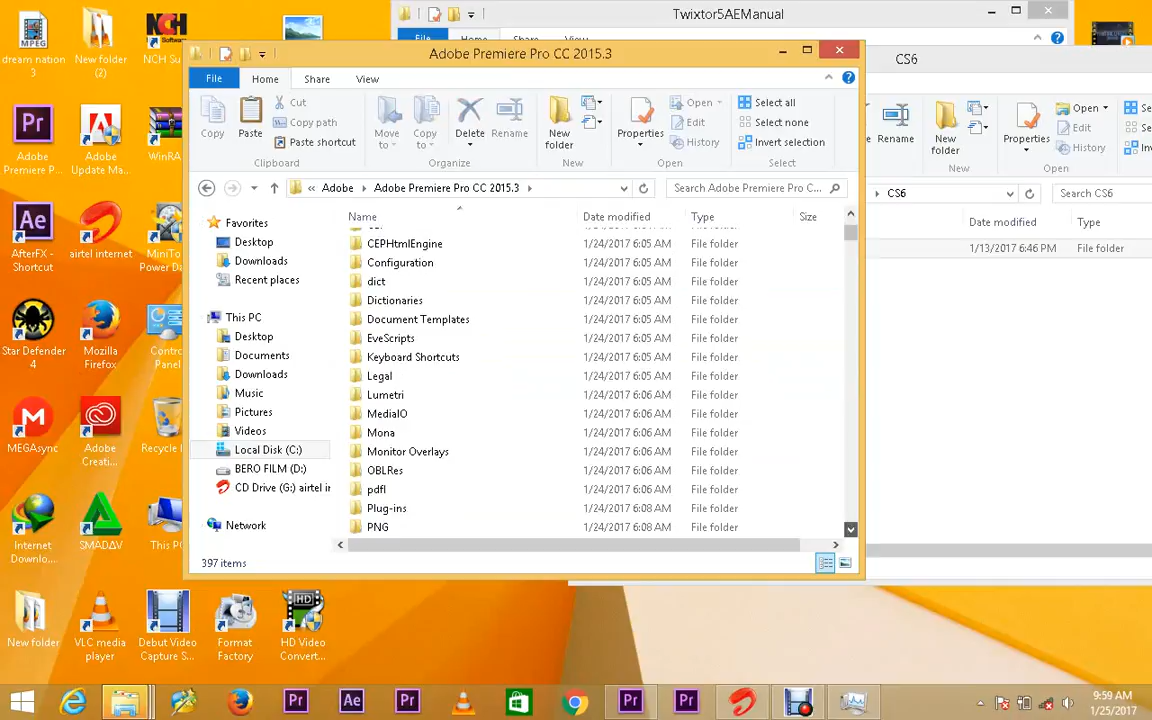 Twixtor5AEManual
File
Home
Share
View
CS6
Adobe Premiere Pro CC 2015.3
File
Home
Share
View
Copy
Paste
Cut
Copy path
Paste shortcut
Clipboard
Move to
Copy to
Delete
Rename
Organize
New folder
New
Properties
Open
Edit
History
Open
Select all
Select none
Invert selection
Select
Rename
New folder
New
Properties
Open
Edit
History
Open
« Adobe Adobe Premiere Pro CC 2015.3
Search Adobe Premiere Pro C...
CS6
Search CS6
Name Date modified Type Size
CEPHtmlEngine 1/24/2017 6:05 AM File folder
Configuration 1/24/2017 6:05 AM File folder
dict 1/24/2017 6:05 AM File folder
Dictionaries 1/24/2017 6:05 AM File folder
Document Templates 1/24/2017 6:05 AM File folder
EveScripts 1/24/2017 6:05 AM File folder
Keyboard Shortcuts 1/24/2017 6:05 AM File folder
Legal 1/24/2017 6:05 AM File folder
Lumetri 1/24/2017 6:06 AM File folder
MediaIO 1/24/2017 6:06 AM File folder
Mona 1/24/2017 6:06 AM File folder
Monitor Overlays 1/24/2017 6:06 AM File folder
OBLRes 1/24/2017 6:06 AM File folder
pdfl 1/24/2017 6:06 AM File folder
Plug-ins 1/24/2017 6:08 AM File folder
PNG 1/24/2017 6:08 AM File folder
Date modified Type
1/13/2017 6:46 PM File folder
Favorites
Desktop
Downloads
Recent places
This PC
Desktop
Documents
Downloads
Music
Pictures
Videos
Local Disk (C:)
BERO FILM (D:)
CD Drive (G:) airtel in
Network
397 items
dream nation 3
New folder (2)
NCH Su
Adobe Premiere P...
Adobe Update Ma...
WinRA
AfterFX - Shortcut
airtel internet
MiniTo
Power Da
Star Defender 4
Mozilla Firefox
Contro
Panel
MEGAsync
Adobe Creati...
Recycle
Internet Downlo...
SMADΔV
This P
New folder
VLC media player
Debut Video Capture S...
Format Factory
HD Video Convert...
9:59 AM
1/25/2017